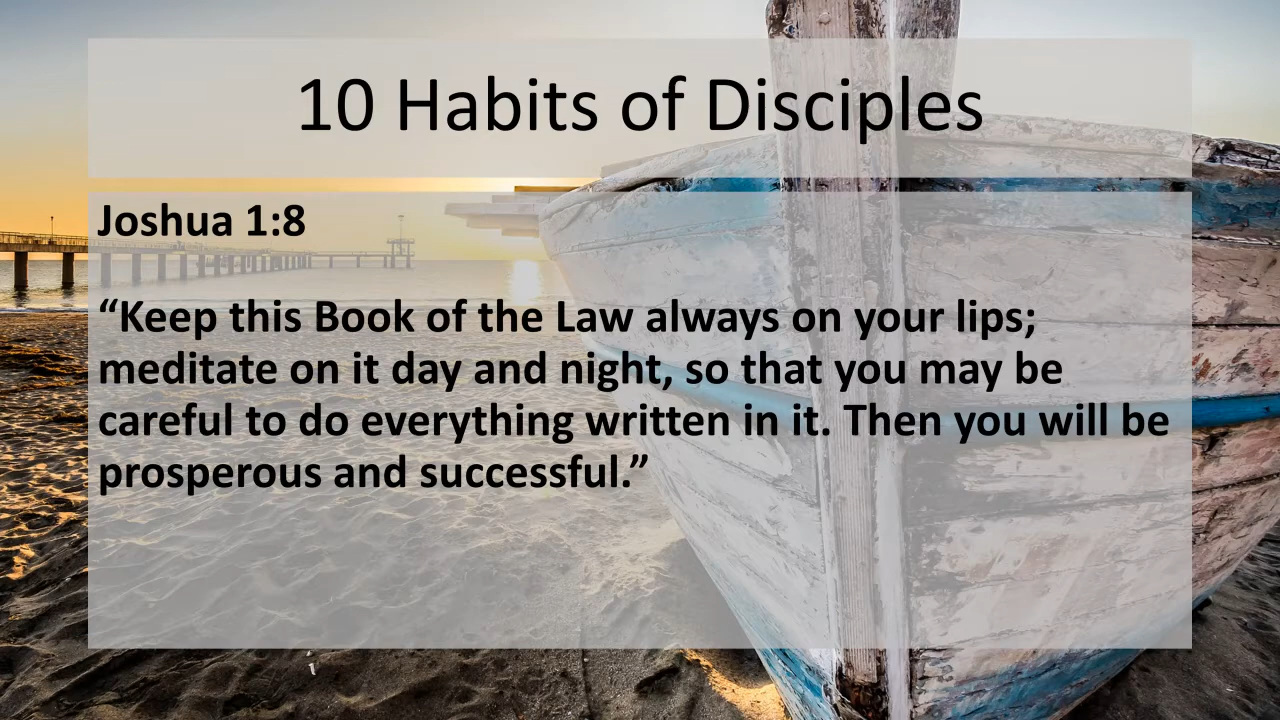 10 Habits of Disciples
Joshua 1:8
“Keep this Book of the Law always on your lips;
meditate on it day and night, so that you may be
careful to do everything written in it. Then you will be
prosperous and successful.”